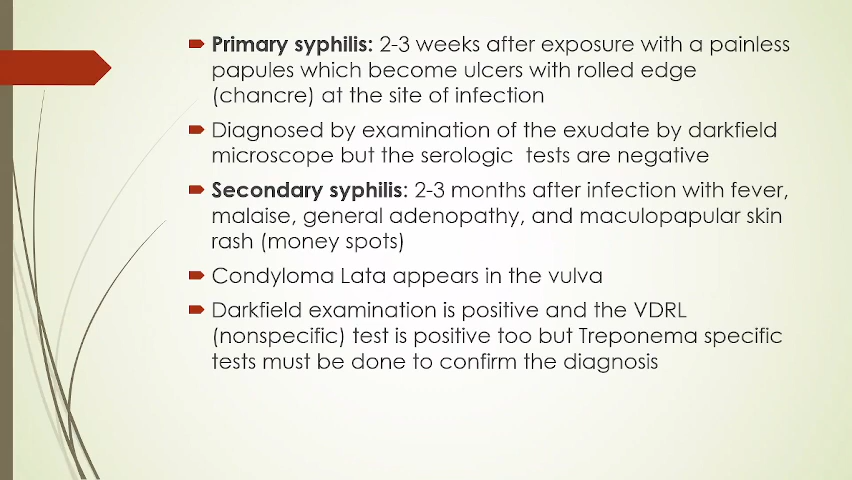 Primary syphilis: 2-3 weeks after exposure with a painless
papules which become ulcers with rolled edge
(chancre) at the site of infection
Diagnosed by examination of the exudate by darkfield
microscope but the serologic tests are negative
Secondary syphilis: 2-3 months after infection with fever,
malaise, general adenopathy, and maculopapular skin
rash (money spots)
Condyloma Lata appears in the vulva
Darkfield examination is positive and the VDRL
(nonspecific) test is positive too but Treponema specific
tests must be done to confirm the diagnosis